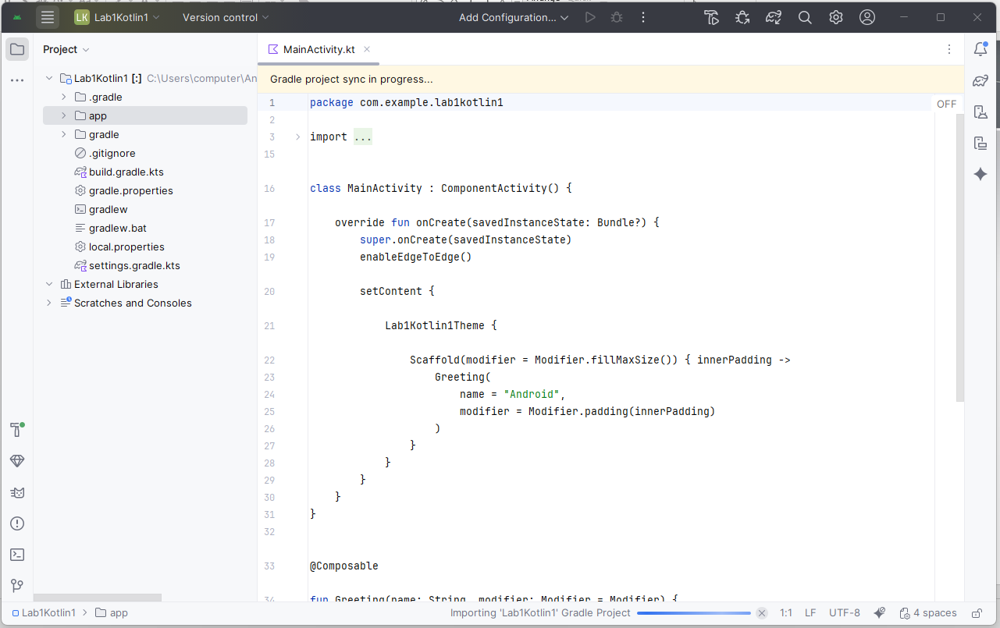 LK Lab1Kotlin1 Version control Add Configuration...
Project
MainActivity.kt
Lab1Kotlin1 [:] C:\Users\computer\An
.gradle
app
gradle
.gitignore
build.gradle.kts
gradle.properties
gradlew
gradlew.bat
local.properties
settings.gradle.kts
External Libraries
Scratches and Consoles
Gradle project sync in progress...
OFF
1 package com.example.lab1kotlin1
2
3 import ...
15
16 class MainActivity : ComponentActivity() {
17 override fun onCreate(savedInstanceState: Bundle?) {
18 super.onCreate(savedInstanceState)
19 enableEdgeToEdge()
20 setContent {
21 Lab1Kotlin1Theme {
22 Scaffold(modifier = Modifier.fillMaxSize()) { innerPadding ->
23 Greeting(
24 name = "Android",
25 modifier = Modifier.padding(innerPadding)
26 )
27 }
28 }
29 }
30 }
31 }
32
33 @Composable
34 fun Greeting(name: String, modifier: Modifier = Modifier) {
Lab1Kotlin1 app Importing 'Lab1Kotlin1' Gradle Project 1:1 LF UTF-8 4 spaces